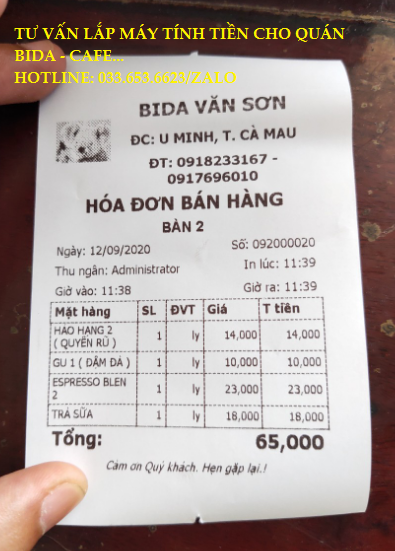 TƯ VẤN LẮP MÁY TÍNH TIỀN CHO QUÁN
BIDA - CAFE...
HOTLINE: 033.653.6623/ZALO
BIDA VĂN SƠN
ĐC: U MINH, T. CÀ MAU
ĐT: 0918233167 -
0917696010
HÓA ĐƠN BÁN HÀNG
BÀN 2
Ngày: 12/09/2020 Số: 092000020
Thu ngân: Administrator In lúc: 11:39
Giờ vào: 11:38 Giờ ra: 11:39
Mặt hàng SL ĐVT Giá T tiền
HẢO HẠNG 2
( QUYẾN RŨ ) 1 ly 14,000 14,000
GU 1 ( ĐẬM ĐÀ ) 1 ly 10,000 10,000
ESPRESSO BLEN
2 1 ly 23,000 23,000
TRÀ SỮA 1 ly 18,000 18,000
Tổng: 65,000
Cảm ơn Quý khách. Hẹn gặp lại.!